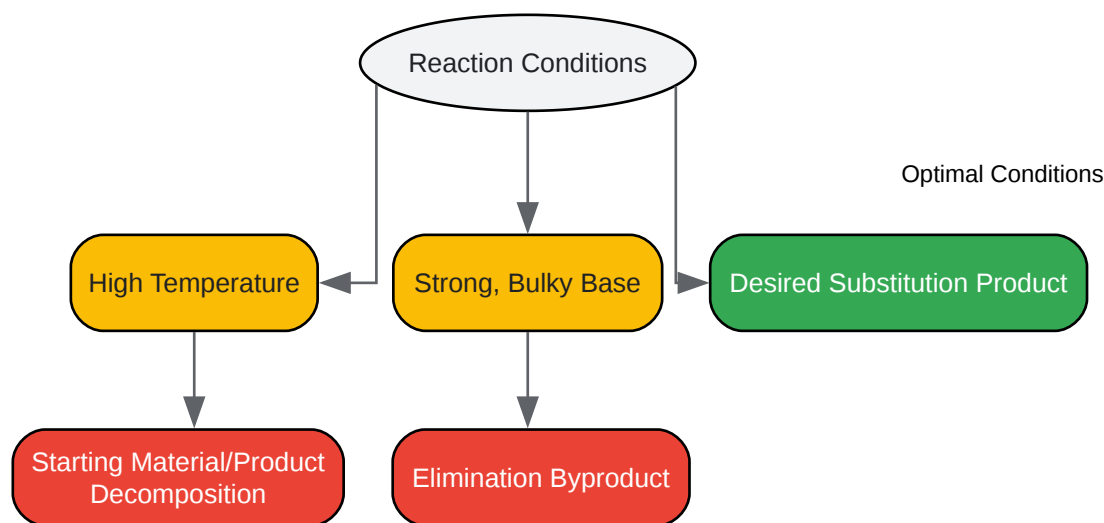 Reaction Conditions
Optimal Conditions
High Temperature
Strong, Bulky Base
Desired Substitution Product
Starting Material/Product
Decomposition
Elimination Byproduct